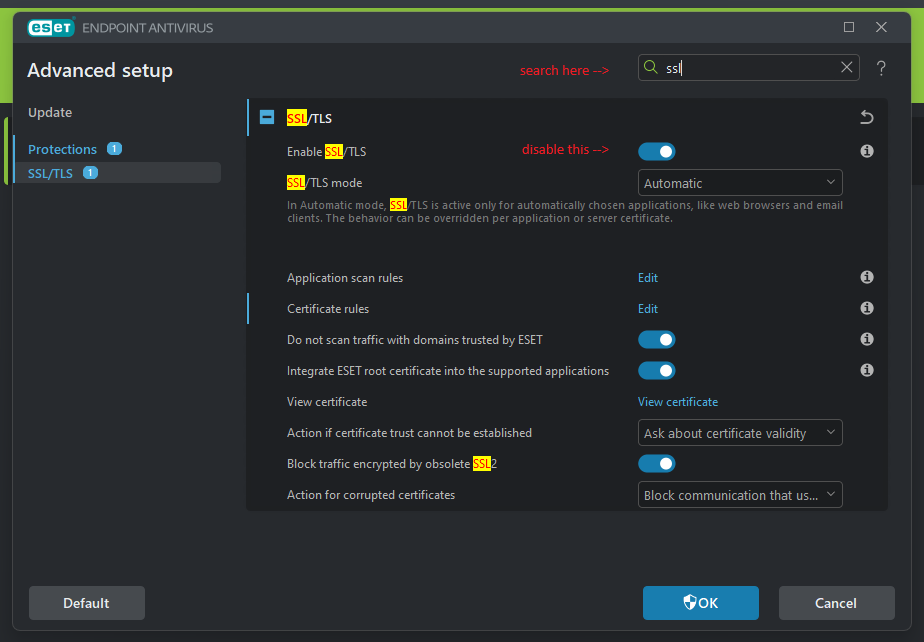 eset ENDPOINT ANTIVIRUS
Advanced setup
search here -->
ssl
?
Update
Protections 1
SSL/TLS 1
SSL/TLS
Enable SSL/TLS
disable this -->
SSL/TLS mode
Automatic
In Automatic mode, SSL/TLS is active only for automatically chosen applications, like web browsers and email
clients. The behavior can be overridden per application or server certificate.
Application scan rules
Edit
Certificate rules
Edit
Do not scan traffic with domains trusted by ESET
Integrate ESET root certificate into the supported applications
View certificate
View certificate
Action if certificate trust cannot be established
Ask about certificate validity
Block traffic encrypted by obsolete SSL2
Action for corrupted certificates
Block communication that us...
Default
OK
Cancel